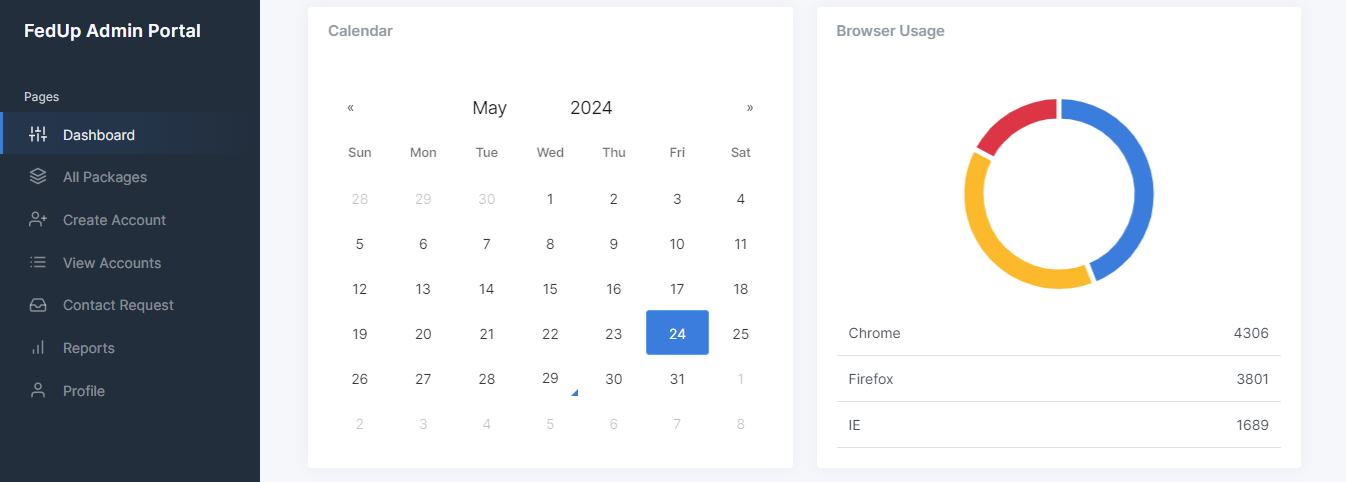 FedUp Admin Portal
Pages
Dashboard
All Packages
Create Account
View Accounts
Contact Request
Reports
Profile
Calendar
« May 2024 »
Sun Mon Tue Wed Thu Fri Sat
28 29 30 1 2 3 4
5 6 7 8 9 10 11
12 13 14 15 16 17 18
19 20 21 22 23 24 25
26 27 28 29 30 31 1
2 3 4 5 6 7 8
Browser Usage
Chrome 4306
Firefox 3801
IE 1689